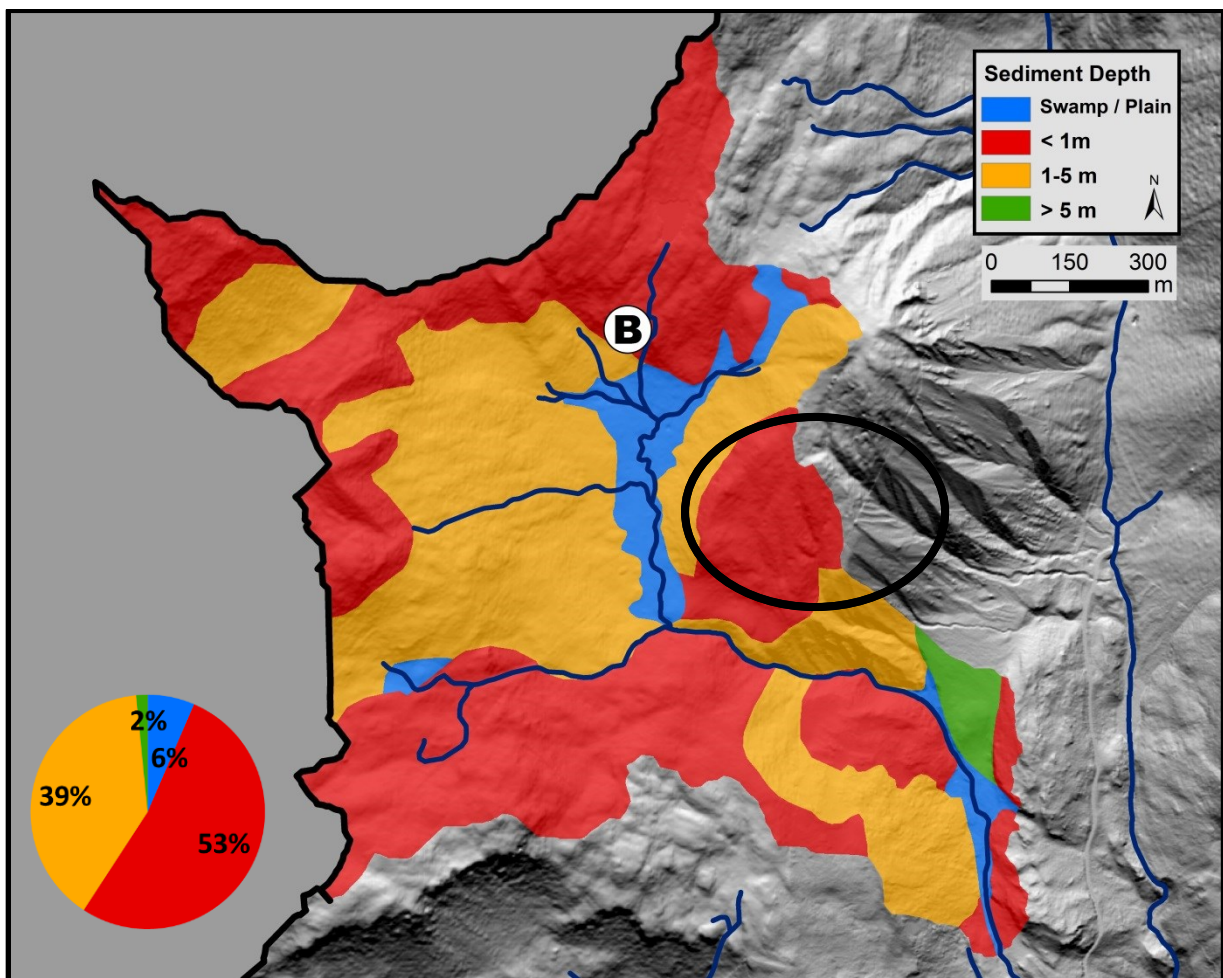 Sediment Depth
Swamp / Plain
< 1m
1-5 m
> 5 m
N
0 150 300
m
B
2%
6%
39%
53%